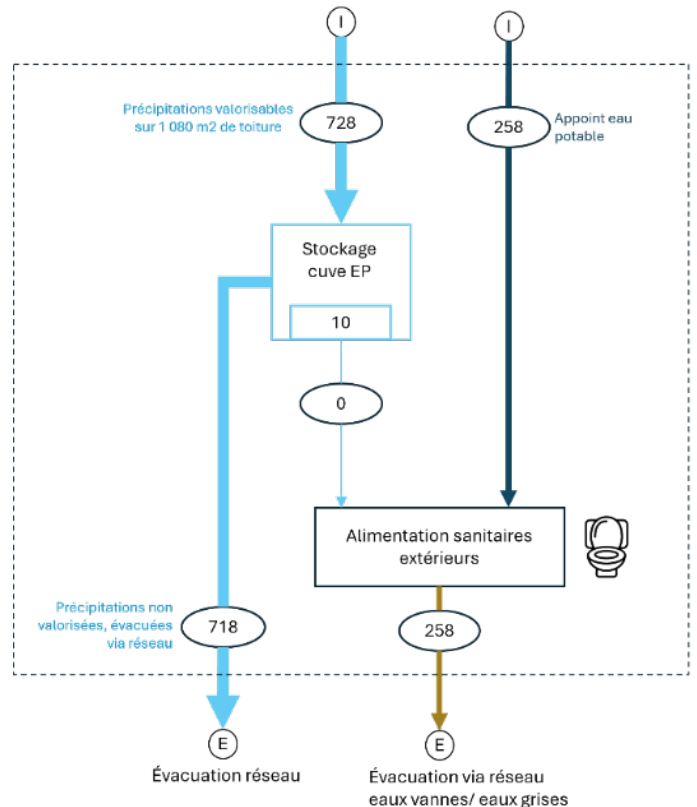 I
I
Précipitations valorisables
sur 1 080 m2 de toiture
728
258
Appoint eau
potable
Stockage
cuve EP
10
0
Alimentation sanitaires
extérieurs
Précipitations non
valorisées, évacuées
via réseau
718
258
E
E
Évacuation réseau
Évacuation via réseau
eaux vannes/ eaux grises